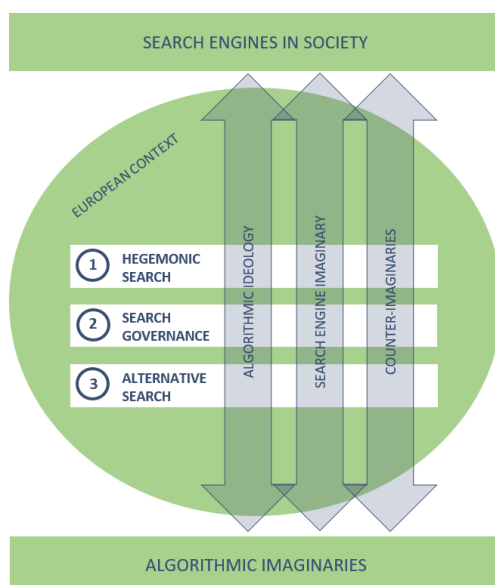 SEARCH ENGINES IN SOCIETY
EUROPEAN CONTEXT
1 HEGEMONIC
SEARCH
2 SEARCH
GOVERNANCE
3 ALTERNATIVE
SEARCH
ALGORITHMIC IDEOLOGY
SEARCH ENGINE IMAGINARY
COUNTER-IMAGINARIES
ALGORITHMIC IMAGINARIES